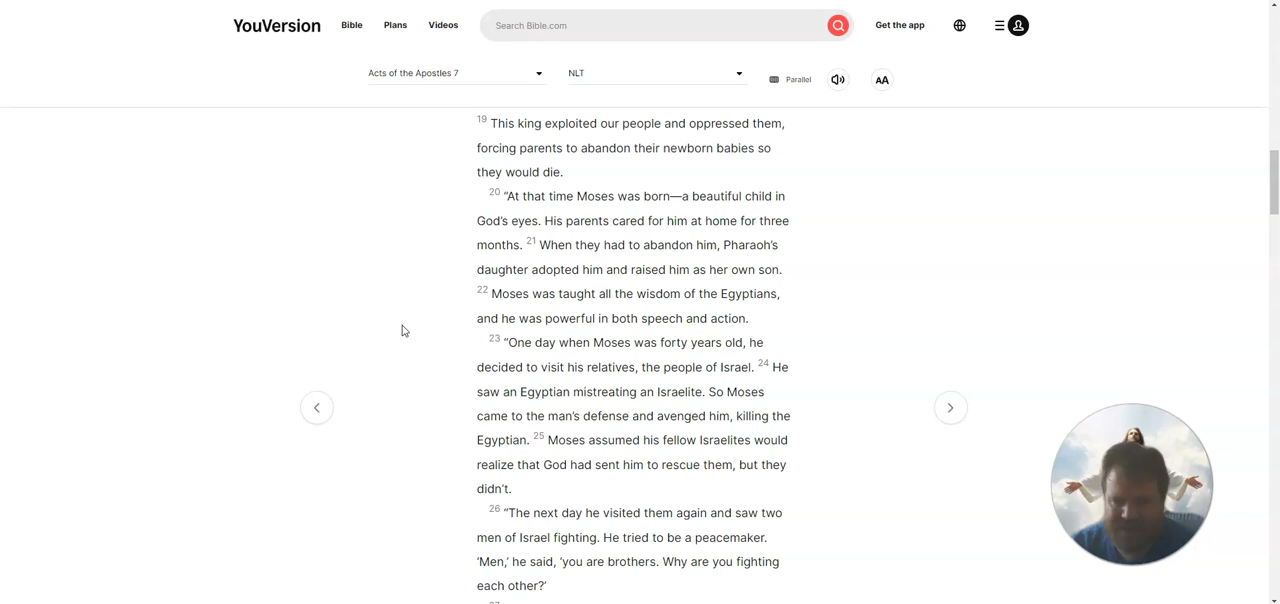 YouVersion Bible Plans Videos Search Bible.com Get the app
Acts of the Apostles 7 NLT Parallel AA
19 This king exploited our people and oppressed them,
forcing parents to abandon their newborn babies so
they would die.
20 “At that time Moses was born—a beautiful child in
God’s eyes. His parents cared for him at home for three
months. 21 When they had to abandon him, Pharaoh’s
daughter adopted him and raised him as her own son.
22 Moses was taught all the wisdom of the Egyptians,
and he was powerful in both speech and action.
23 “One day when Moses was forty years old, he
decided to visit his relatives, the people of Israel. 24 He
saw an Egyptian mistreating an Israelite. So Moses
came to the man’s defense and avenged him, killing the
Egyptian. 25 Moses assumed his fellow Israelites would
realize that God had sent him to rescue them, but they
didn’t.
26 “The next day he visited them again and saw two
men of Israel fighting. He tried to be a peacemaker.
‘Men,’ he said, ‘you are brothers. Why are you fighting
each other?’